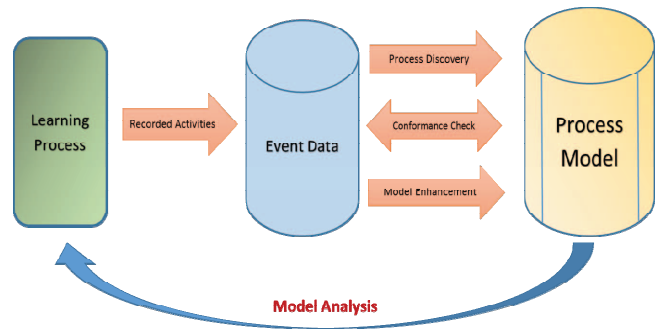 Learning
Process
Recorded Activities
Event Data
Process Discovery
Conformance Check
Model Enhancement
Process
Model
Model Analysis